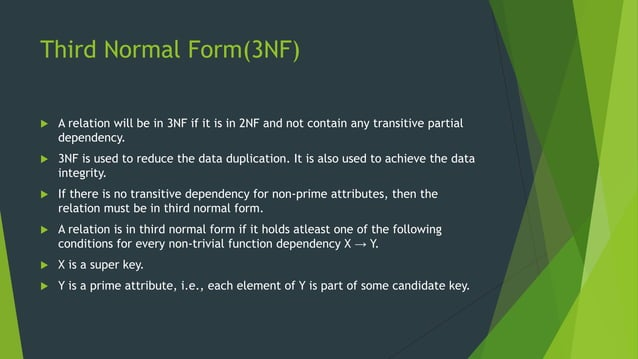 Third Normal Form(3NF)
A relation will be in 3NF if it is in 2NF and not contain any transitive partial
dependency.
3NF is used to reduce the data duplication. It is also used to achieve the data
integrity.
If there is no transitive dependency for non-prime attributes, then the
relation must be in third normal form.
A relation is in third normal form if it holds atleast one of the following
conditions for every non-trivial function dependency X → Y.
X is a super key.
Y is a prime attribute, i.e., each element of Y is part of some candidate key.